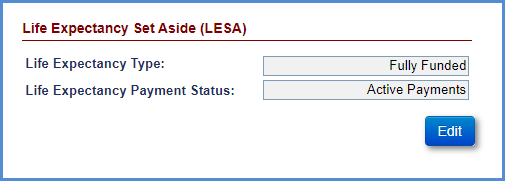 Life Expectancy Set Aside (LESA)
Life Expectancy Type: Fully Funded
Life Expectancy Payment Status: Active Payments
Edit